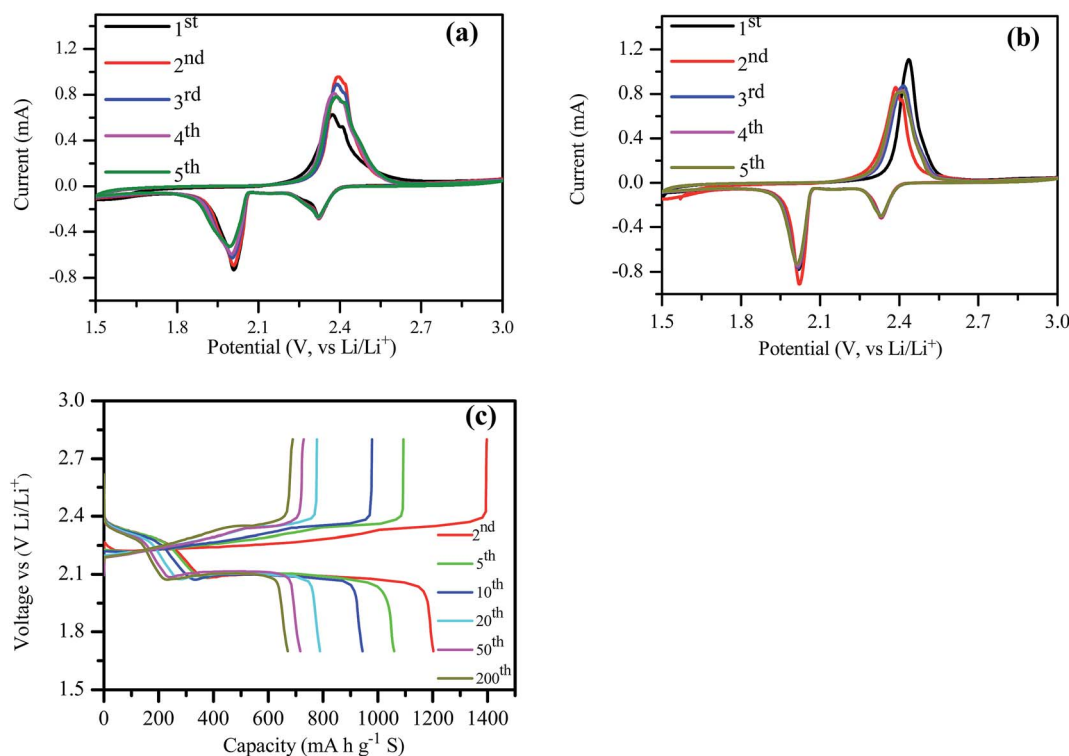 (a)
1st
2nd
3rd
4th
5th
1.2
0.8
0.4
0.0
-0.4
-0.8
Current (mA)
1.5 1.8 2.1 2.4 2.7 3.0
Potential (V, vs Li/Li+)
(b)
1st
2nd
3rd
4th
5th
1.2
0.8
0.4
0.0
-0.4
-0.8
Current (mA)
1.5 1.8 2.1 2.4 2.7 3.0
Potential (V, vs Li/Li+)
(c)
3.0
2.7
2.4
2.1
1.8
1.5
Voltage vs (V Li/Li+)
2nd
5th
10th
20th
50th
200th
0 200 400 600 800 1000 1200 1400
Capacity (mA h g-1 S)